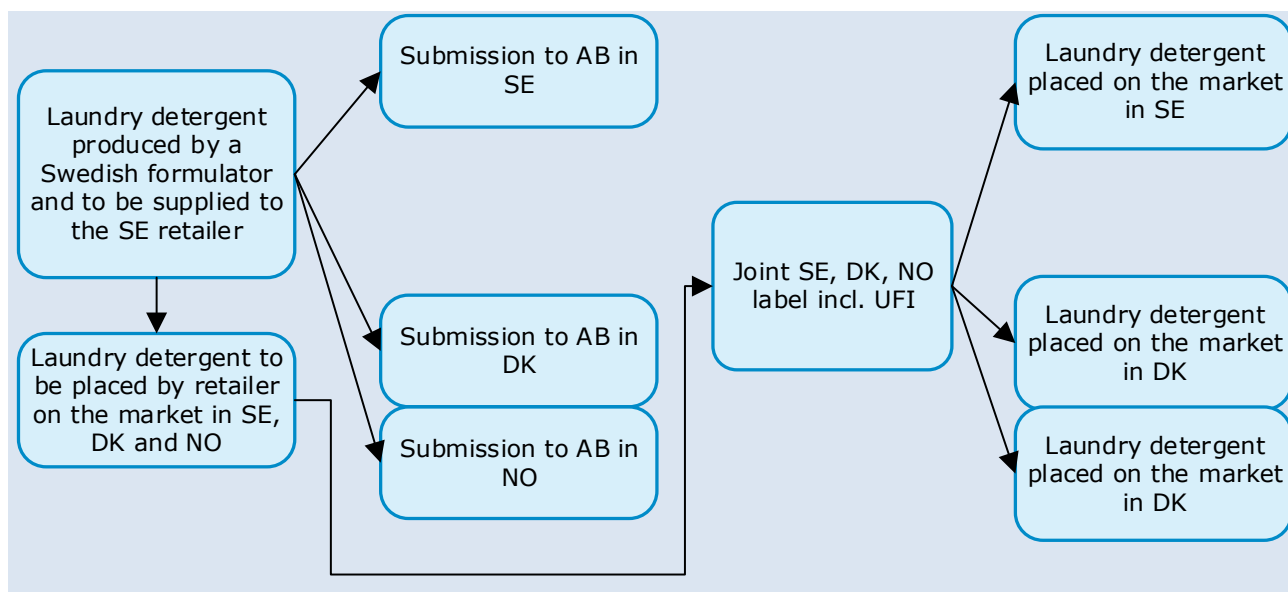 Laundry detergent
produced by a
Swedish formulator
and to be supplied to
the SE retailer
Laundry detergent to
be placed by retailer
on the market in SE,
DK and NO
Submission to AB in
SE
Submission to AB in
DK
Submission to AB in
NO
Joint SE, DK, NO
label incl. UFI
Laundry detergent
placed on the market
in SE
Laundry detergent
placed on the market
in DK
Laundry detergent
placed on the market
in DK